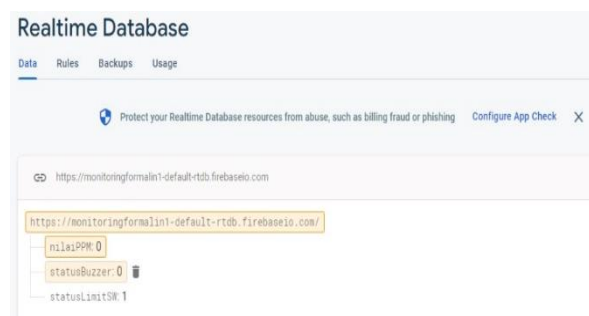 Realtime Database
Data Rules Backups Usage
Protect your Realtime Database resources from abuse, such as billing fraud or phishing Configure App Check X
https://monitoringformalin1-default-rtdb.firebaseio.com
https://monitoringformalin1-default-rtdb.firebaseio.com/
nilaiPPM: 0
statusBuzzer: 0
statusLimitSW: 1